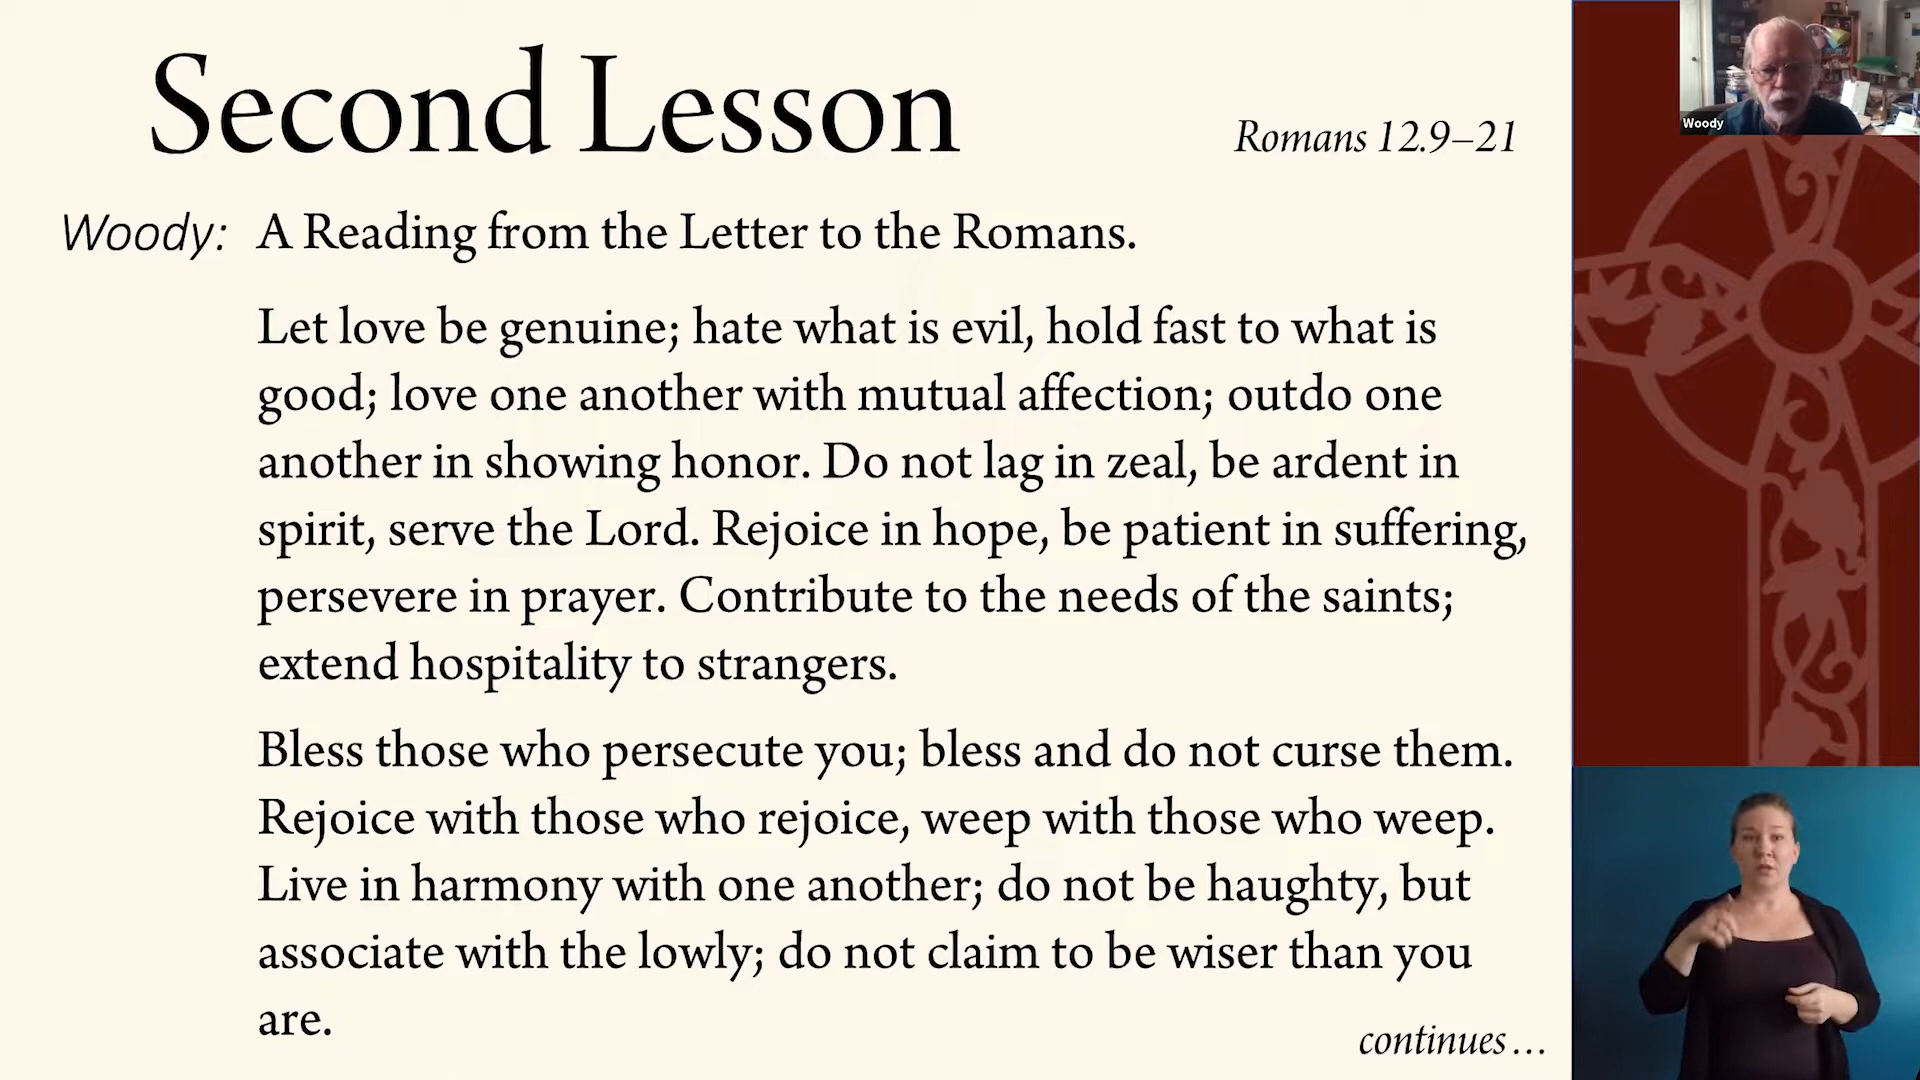 Second Lesson
Romans 12.9–21
Woody
Woody: A Reading from the Letter to the Romans.
Let love be genuine; hate what is evil, hold fast to what is
good; love one another with mutual affection; outdo one
another in showing honor. Do not lag in zeal, be ardent in
spirit, serve the Lord. Rejoice in hope, be patient in suffering,
persevere in prayer. Contribute to the needs of the saints;
extend hospitality to strangers.
Bless those who persecute you; bless and do not curse them.
Rejoice with those who rejoice, weep with those who weep.
Live in harmony with one another; do not be haughty, but
associate with the lowly; do not claim to be wiser than you
are.
continues…